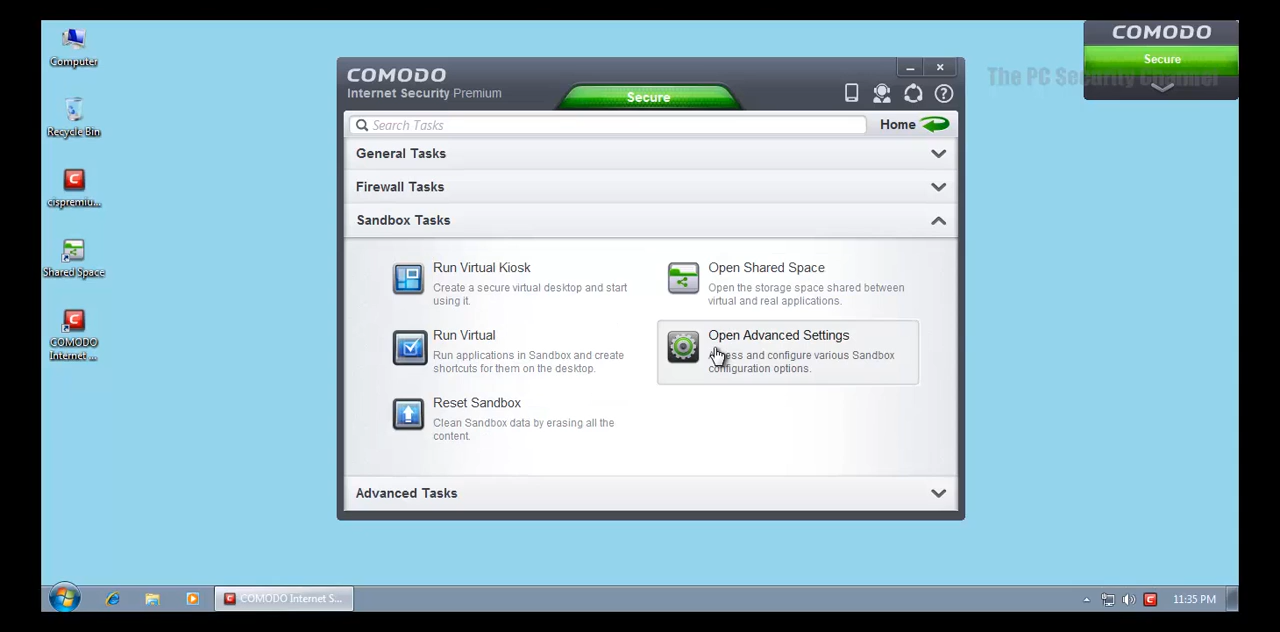 Computer
Recycle Bin
cispremiu...
Shared Space
COMODO
Internet ...
COMODO
Internet Security Premium
Secure
Search Tasks
Home
General Tasks
Firewall Tasks
Sandbox Tasks
Run Virtual Kiosk
Create a secure virtual desktop and start
using it.
Open Shared Space
Open the storage space shared between
virtual and real applications.
Run Virtual
Run applications in Sandbox and create
shortcuts for them on the desktop.
Open Advanced Settings
and configure various Sandbox
configuration options.
Reset Sandbox
Clean Sandbox data by erasing all the
content.
Advanced Tasks
COMODO
Secure
The PC Security Channel
COMODO Internet S...
11:35 PM